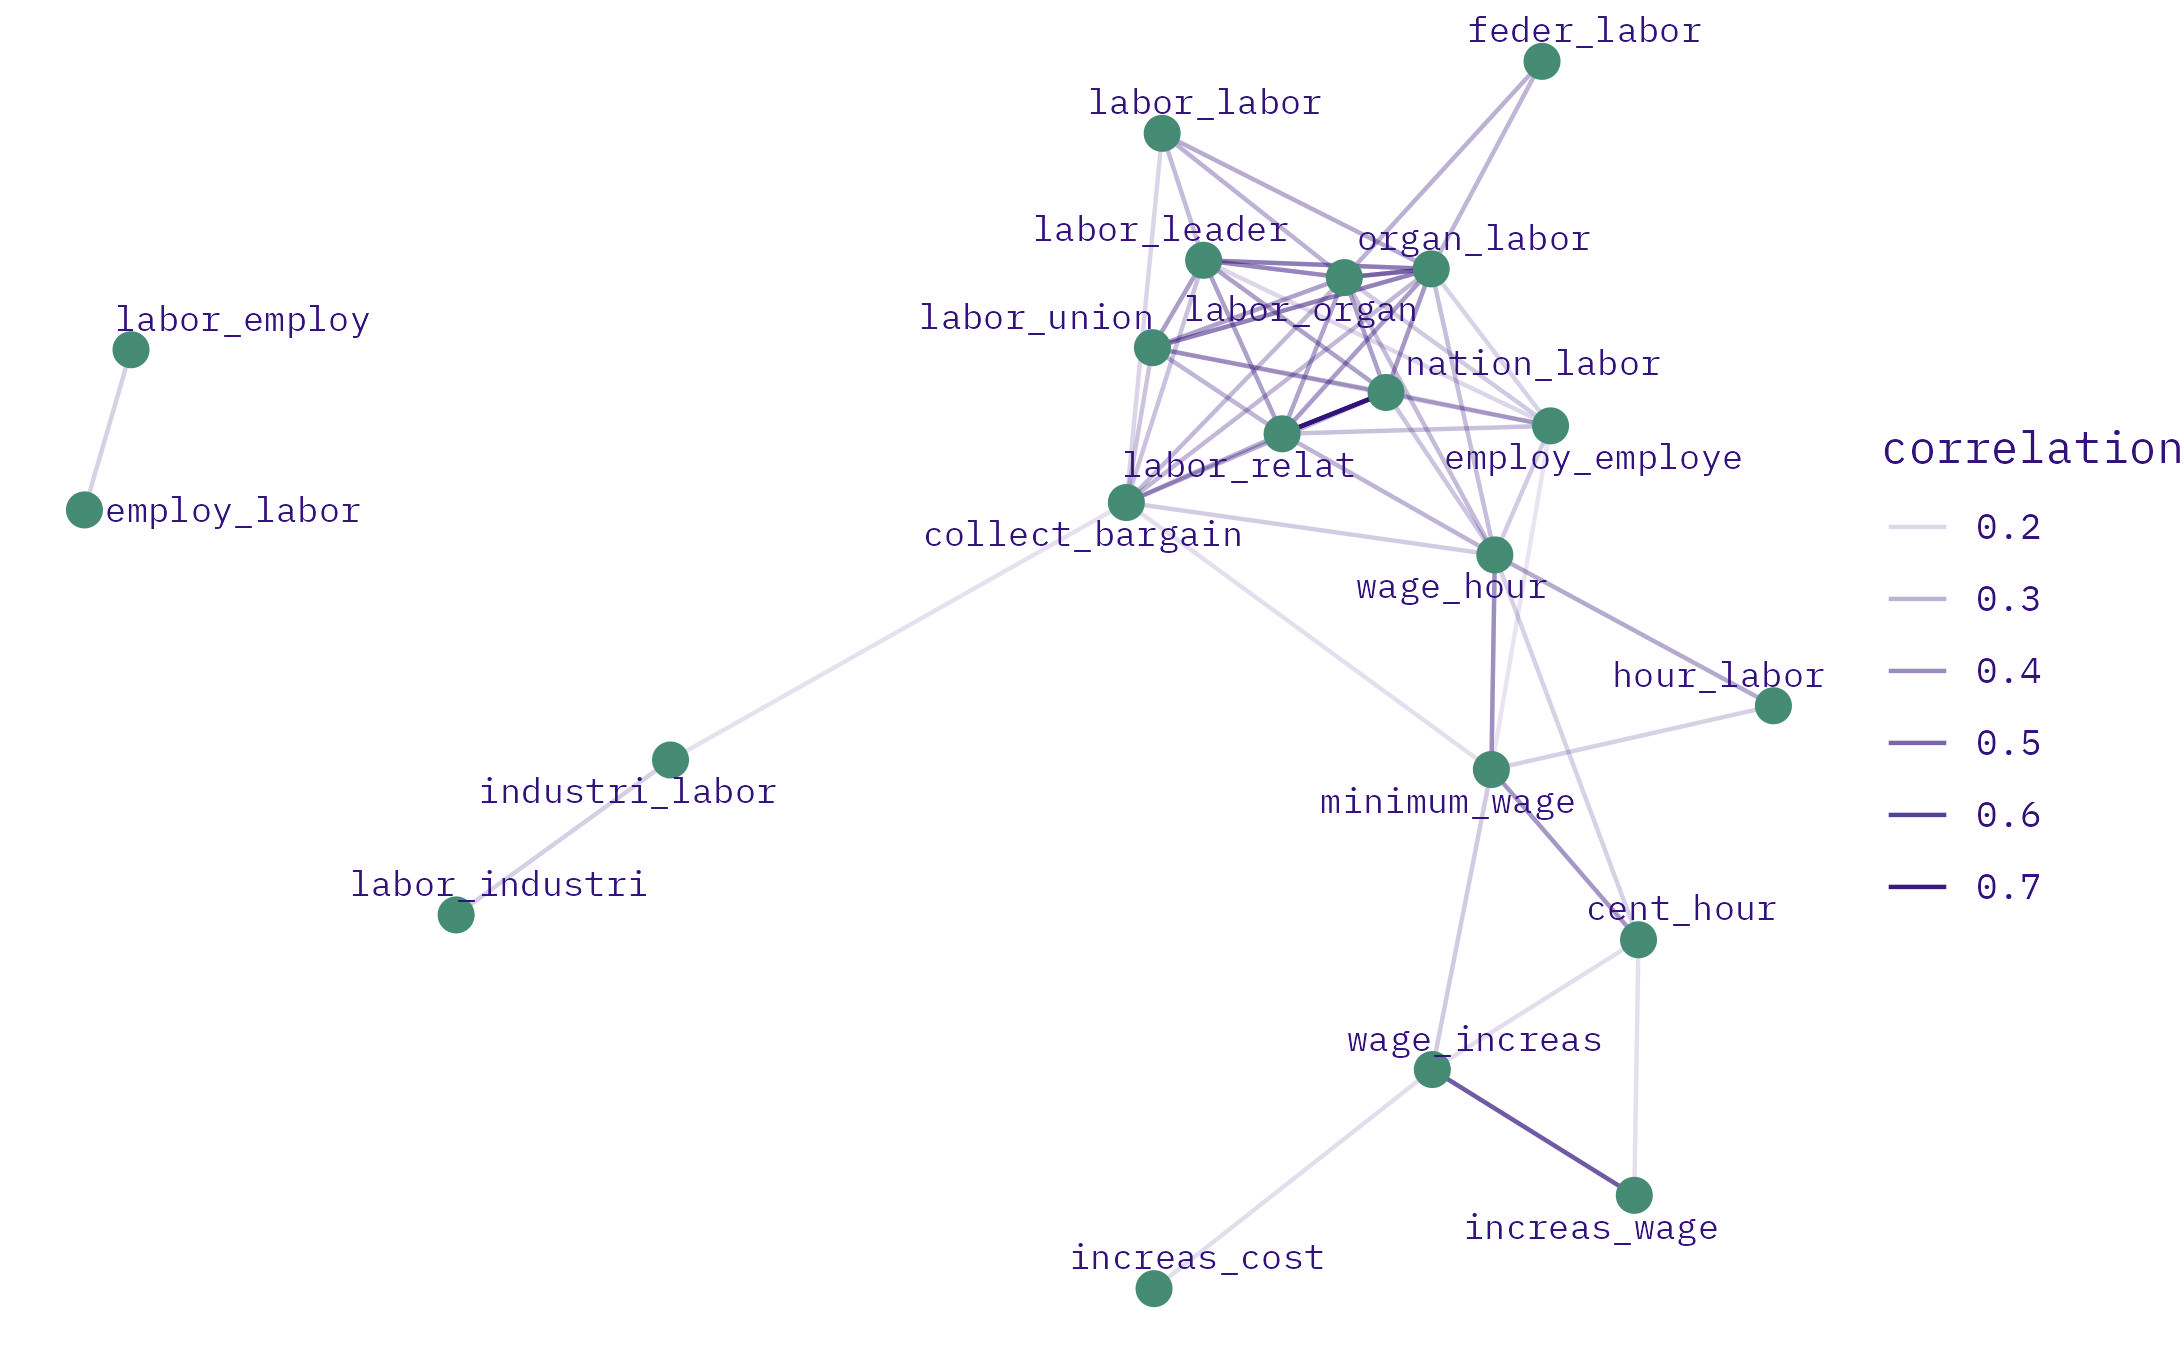 feder_labor
labor_labor
labor_leader
organ_labor
labor_union
labor_organ
labor_employ
nation_labor
employ_employe
labor_relat
employ_labor
collect_bargain
wage_hour
hour_labor
industri_labor
minimum_wage
labor_industri
cent_hour
wage_increas
increas_wage
increas_cost
correlation
0.2
0.3
0.4
0.5
0.6
0.7